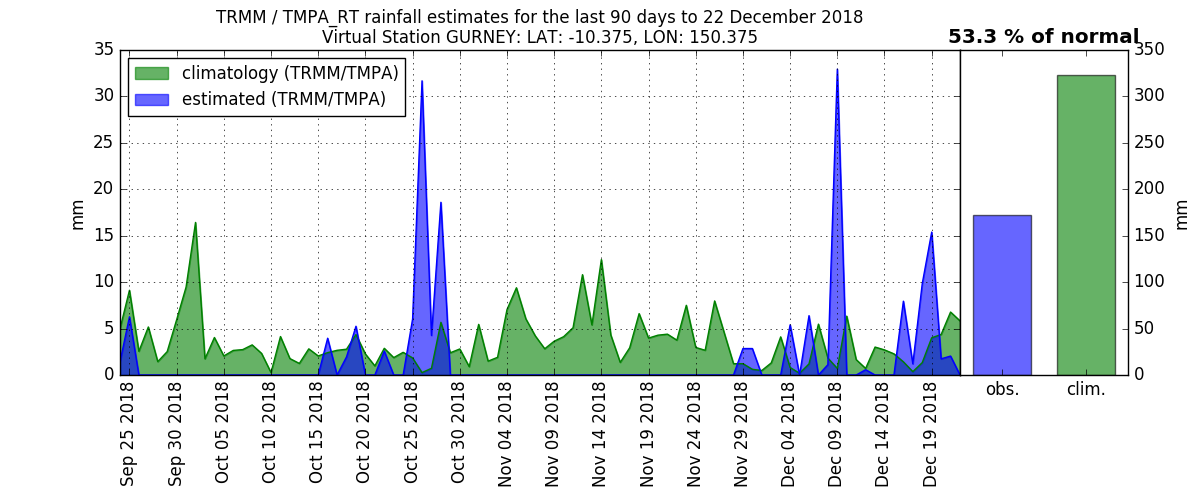 TRMM / TMPA_RT rainfall estimates for the last 90 days to 22 December 2018
Virtual Station GURNEY: LAT: -10.375, LON: 150.375
53.3 % of normal
climatology (TRMM/TMPA)
estimated (TRMM/TMPA)
mm
35
30
25
20
15
10
5
0
350
300
250
200
150
100
50
0
mm
Sep 25 2018
Sep 30 2018
Oct 05 2018
Oct 10 2018
Oct 15 2018
Oct 20 2018
Oct 25 2018
Oct 30 2018
Nov 04 2018
Nov 09 2018
Nov 14 2018
Nov 19 2018
Nov 24 2018
Nov 29 2018
Dec 04 2018
Dec 09 2018
Dec 14 2018
Dec 19 2018
obs.
clim.